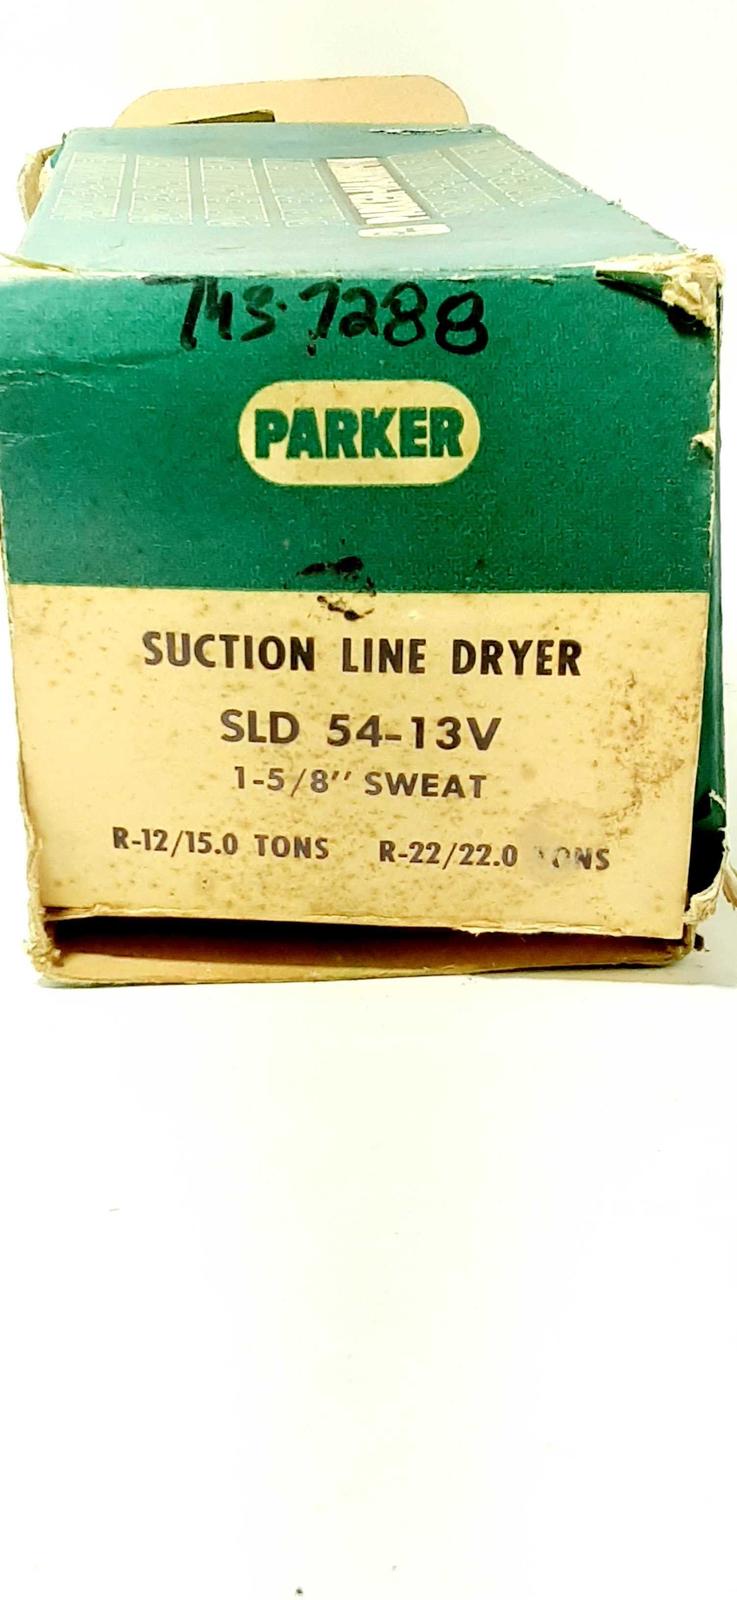 143-7288
PARKER
SUCTION LINE DRYER
SLD 54-13V
1-5/8" SWEAT
R-12/15.0 TONS R-22/22.0 TONS